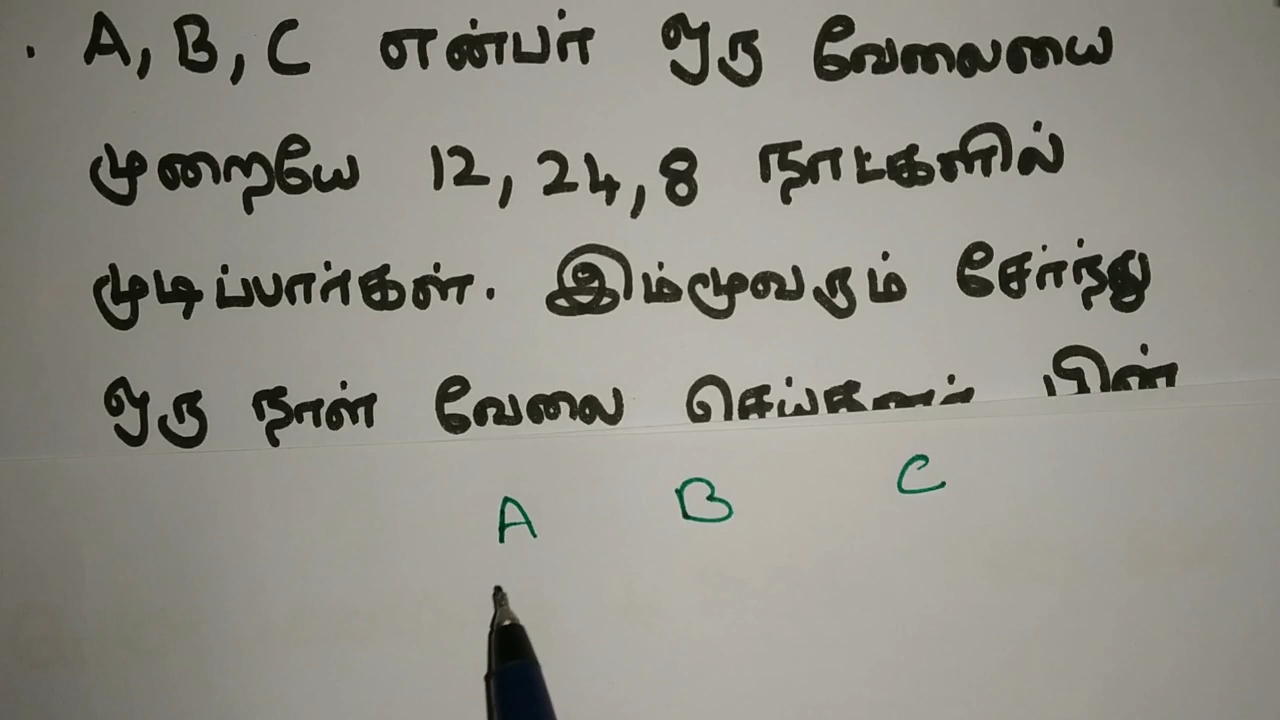 . A, B, C என்பர் ஒரு வேலையை
முறையே 12, 24, 8 நாட்களில்
முடிப்பார்கள். இம்மூவரும் சேர்ந்து
ஒரு நாள் வேலை பின்
A B C